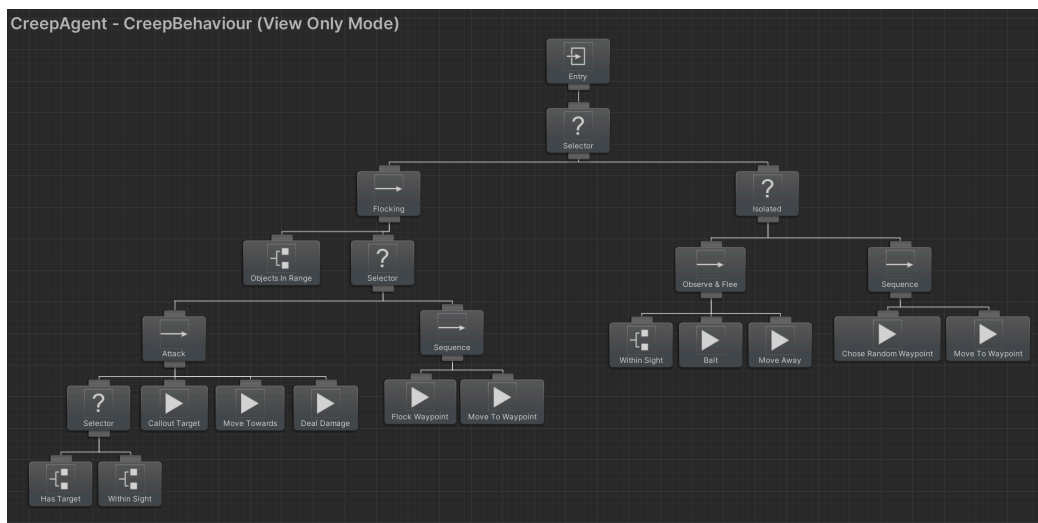 CreepAgent - CreepBehaviour (View Only Mode)
Entry
?
Selector
Flocking
?
Isolated
Objects In Range
?
Selector
Observe & Flee
Sequence
Attack
Sequence
Within Sight
Bait
Move Away
Chose Random Waypoint
Move To Waypoint
?
Selector
Callout Target
Move Towards
Deal Damage
Flock Waypoint
Move To Waypoint
Has Target
Within Sight